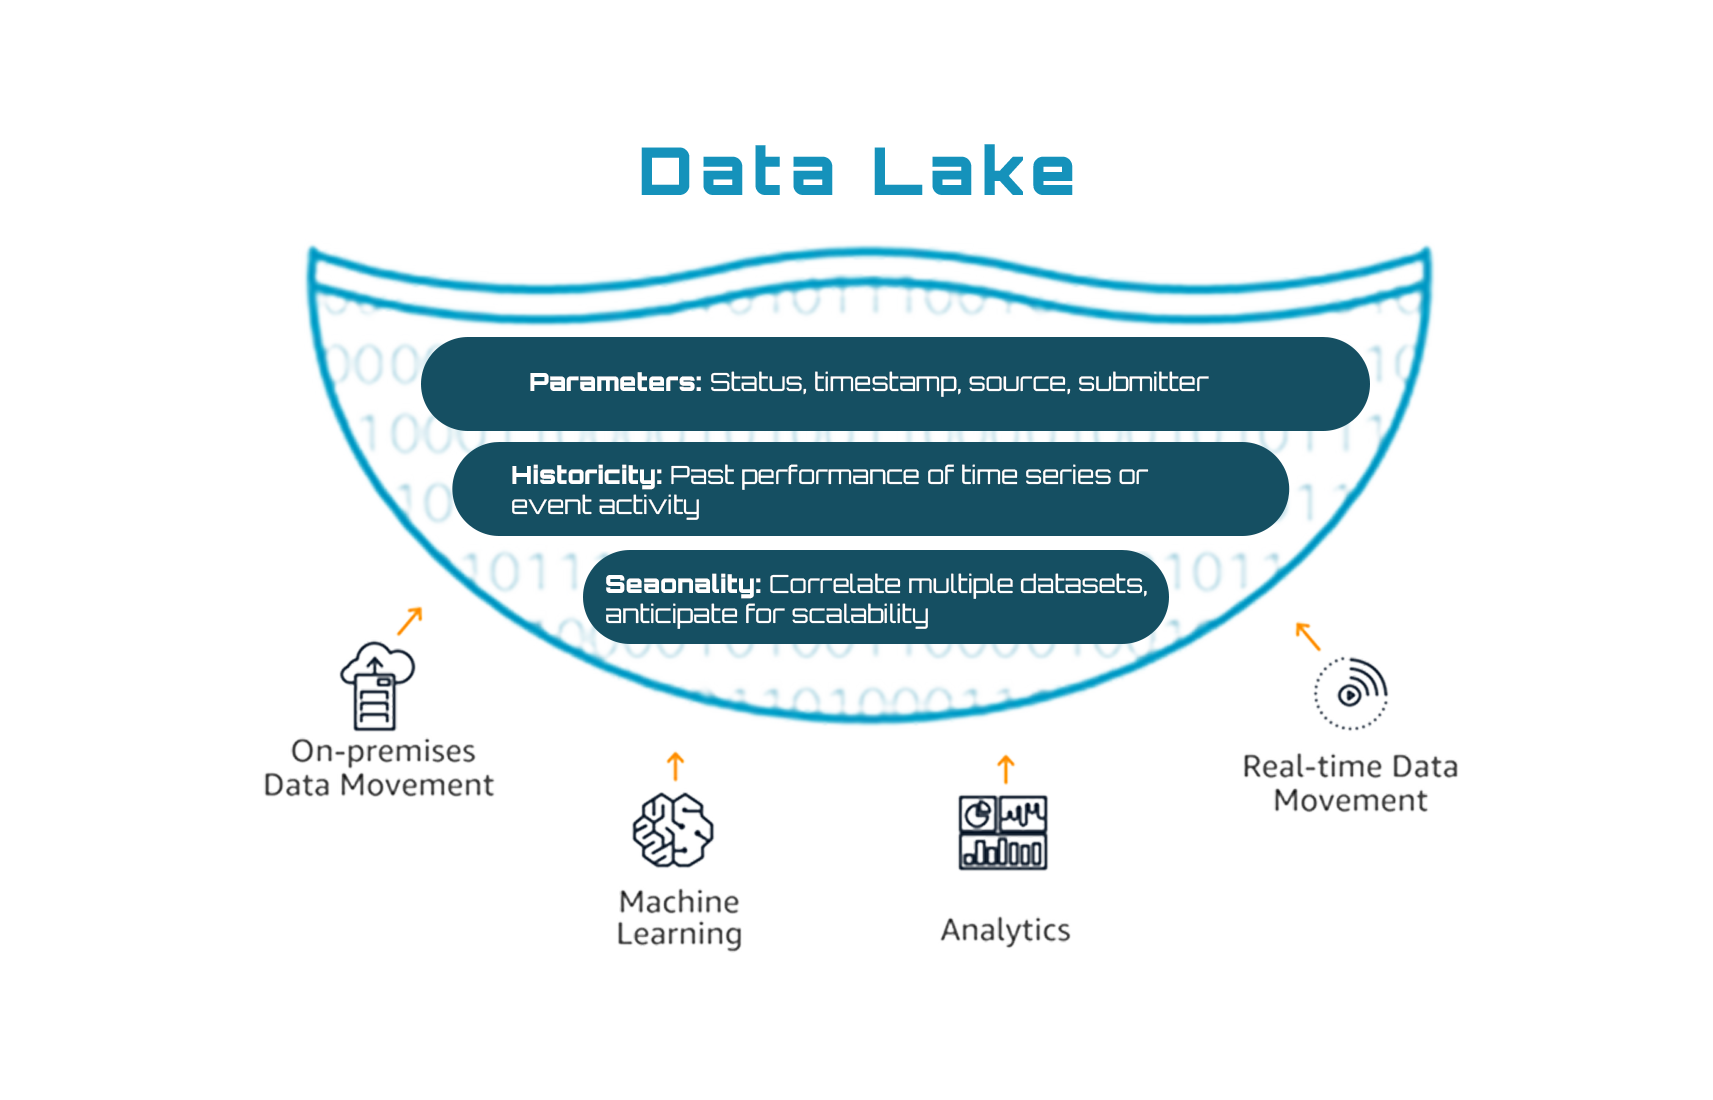 Data Lake
Parameters: Status, timestamp, source, submitter
Historicity: Past performance of time series or
event activity
Seaonality: Correlate multiple datasets,
anticipate for scalability
On-premises
Data Movement
Real-time Data
Movement
Machine
Learning
Analytics